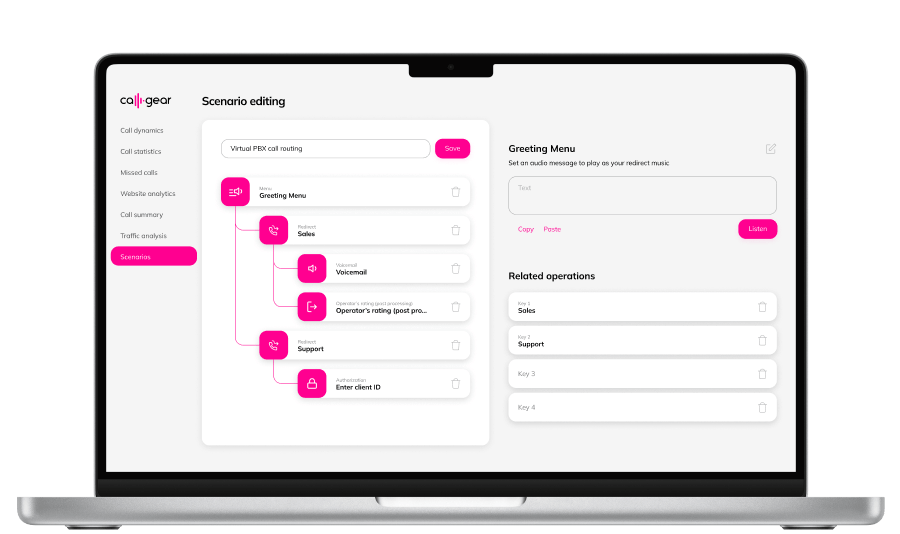 call·gear
Call dynamics
Call statistics
Missed calls
Website analytics
Call summary
Traffic analysis
Scenarios
Scenario editing
Virtual PBX call routing
Save
Menu
Greeting Menu
Redirect
Sales
Voicemail
Voicemail
Operator's rating (post processing)
Operator's rating (post pro...
Redirect
Support
Authorization
Enter client ID
Greeting Menu
Set an audio message to play as your redirect music
Text
Copy
Paste
Listen
Related operations
Key 1
Sales
Key 2
Support
Key 3
Key 4